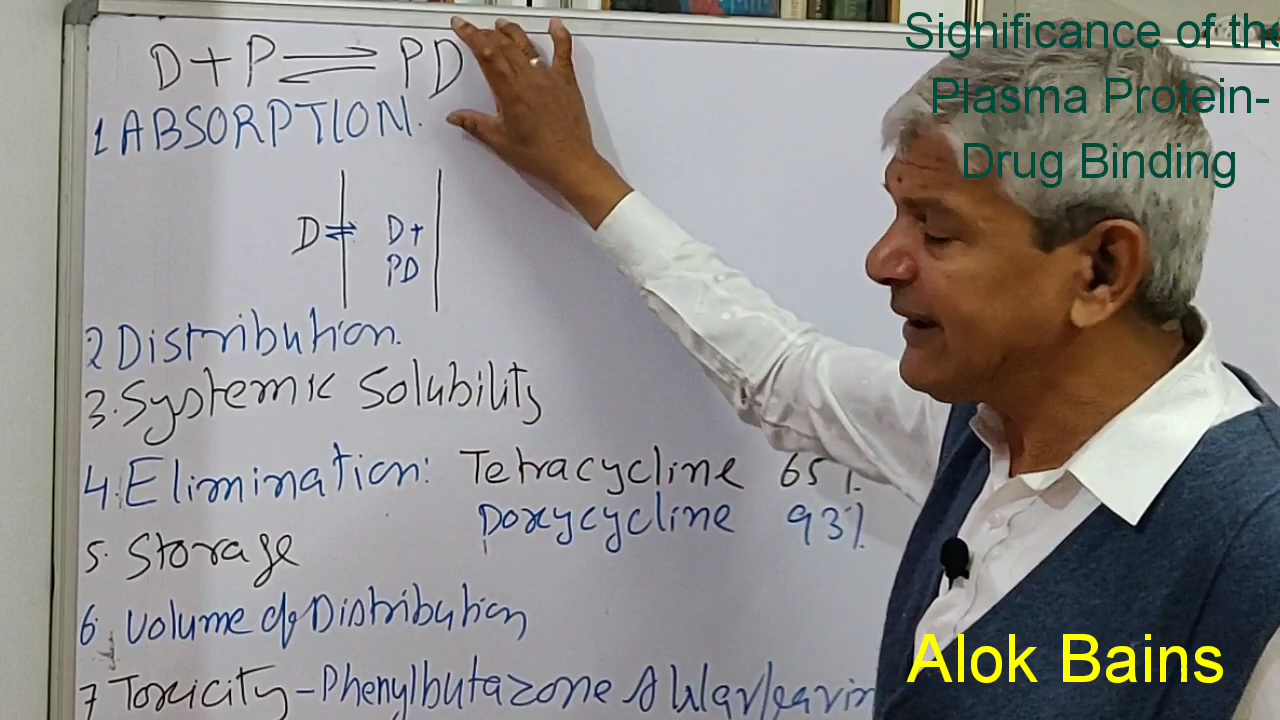 Significance of the
Plasma Protein-
Drug Binding
D + P ⇌ PD
1 ABSORPTION.
D ⇌ D +
PD
2 Distribution.
3. Systemic Solubility
4. Elimination: Tetracycline 65%
Doxycycline 93%
5. Storage
6. Volume of Distribution
7 Toxicity - Phenylbutazone &
Alok Bains